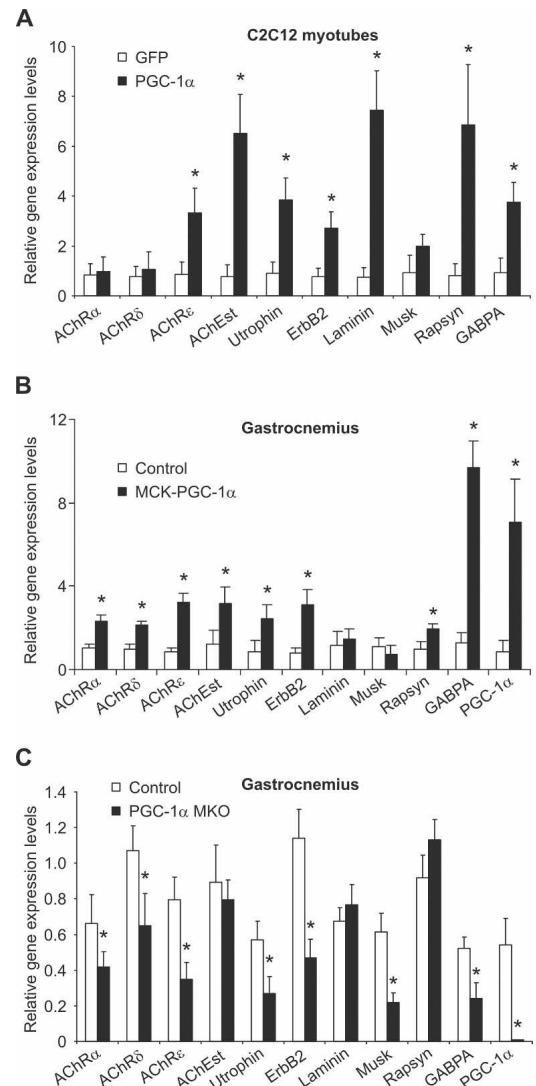 A
C2C12 myotubes
GFP
PGC-1α
Relative gene expression levels
10
8
6
4
2
0
* * * * * * *
AChRα AChRδ AChRε AChEst Utrophin ErbB2 Laminin Musk Rapsyn GABPA
B
Gastrocnemius
Control
MCK-PGC-1α
Relative gene expression levels
12
8
4
0
* * * * * * * * *
AChRα AChRδ AChRε AChEst Utrophin ErbB2 Laminin Musk Rapsyn GABPA PGC-1α
C
Gastrocnemius
Control
PGC-1α MKO
Relative gene expression levels
1.4
1.2
1.0
0.8
0.6
0.4
0.2
0
* * * * * * * *
AChRα AChRδ AChRε AChEst Utrophin ErbB2 Laminin Musk Rapsyn GABPA PGC-1α